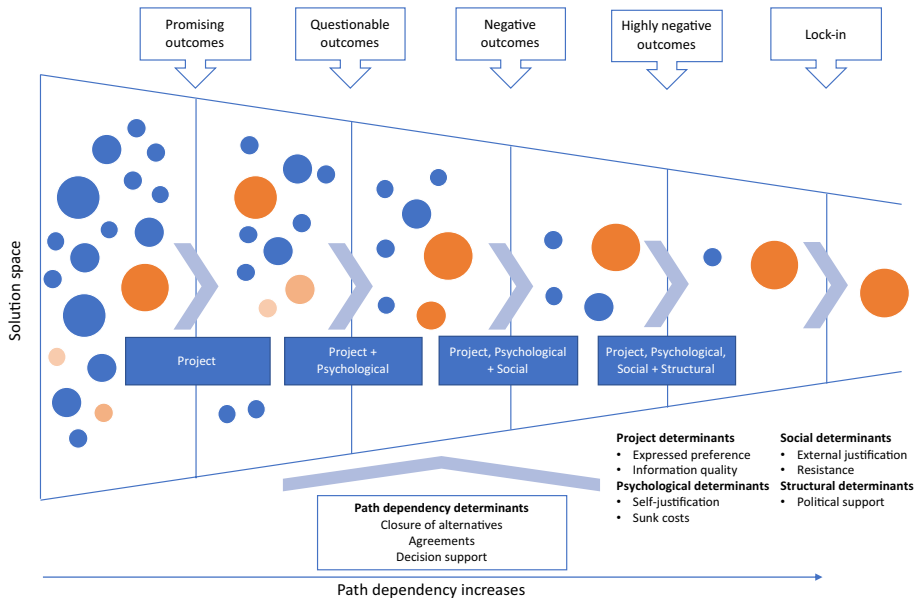 Promising
outcomes
Questionable
outcomes
Negative
outcomes
Highly negative
outcomes
Lock-in
Solution space
Project
Project +
Psychological
Project, Psychological
+ Social
Project, Psychological,
Social + Structural
Project determinants
• Expressed preference
• Information quality
Psychological determinants
• Self-justification
• Sunk costs
Social determinants
• External justification
• Resistance
Structural determinants
• Political support
Path dependency determinants
Closure of alternatives
Agreements
Decision support
Path dependency increases